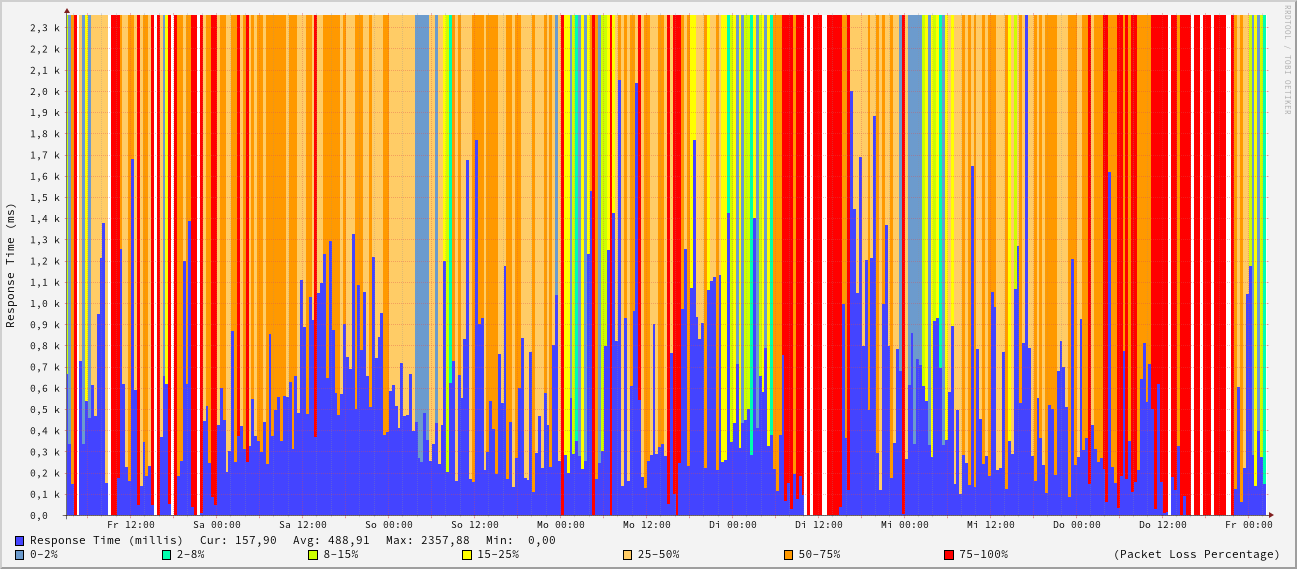 RRDTOOL / TOBI OETIKER
Response Time (ms)
2,3 k
2,2 k
2,1 k
2,0 k
1,9 k
1,8 k
1,7 k
1,6 k
1,5 k
1,4 k
1,3 k
1,2 k
1,1 k
1,0 k
0,9 k
0,8 k
0,7 k
0,6 k
0,5 k
0,4 k
0,3 k
0,2 k
0,1 k
0,0
Fr 12:00 Sa 00:00 Sa 12:00 So 00:00 So 12:00 Mo 00:00 Mo 12:00 Di 00:00 Di 12:00 Mi 00:00 Mi 12:00 Do 00:00 Do 12:00 Fr 00:00
Response Time (millis) Cur: 157,90 Avg: 488,91 Max: 2357,88 Min: 0,00
0-2% 2-8% 8-15% 15-25% 25-50% 50-75% 75-100% (Packet Loss Percentage)